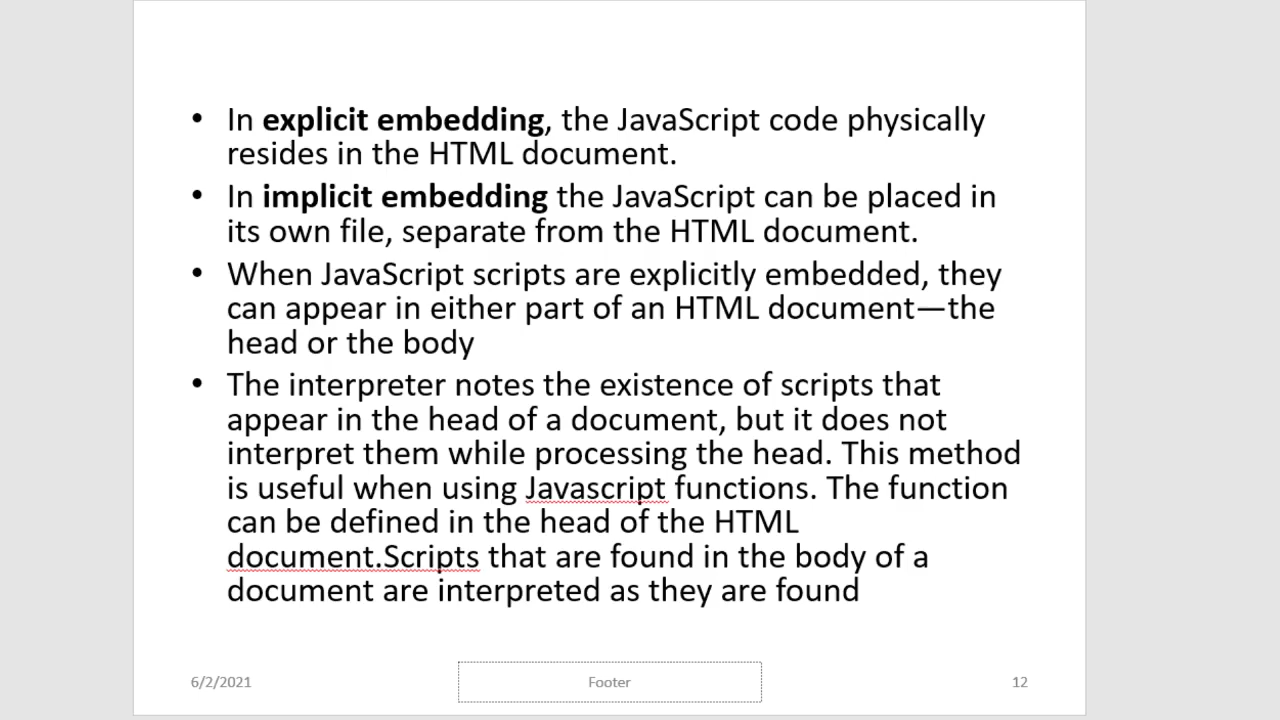 • In explicit embedding, the JavaScript code physically
resides in the HTML document.
• In implicit embedding the JavaScript can be placed in
its own file, separate from the HTML document.
• When JavaScript scripts are explicitly embedded, they
can appear in either part of an HTML document—the
head or the body
• The interpreter notes the existence of scripts that
appear in the head of a document, but it does not
interpret them while processing the head. This method
is useful when using Javascript functions. The function
can be defined in the head of the HTML
document.Scripts that are found in the body of a
document are interpreted as they are found
6/2/2021
Footer
12